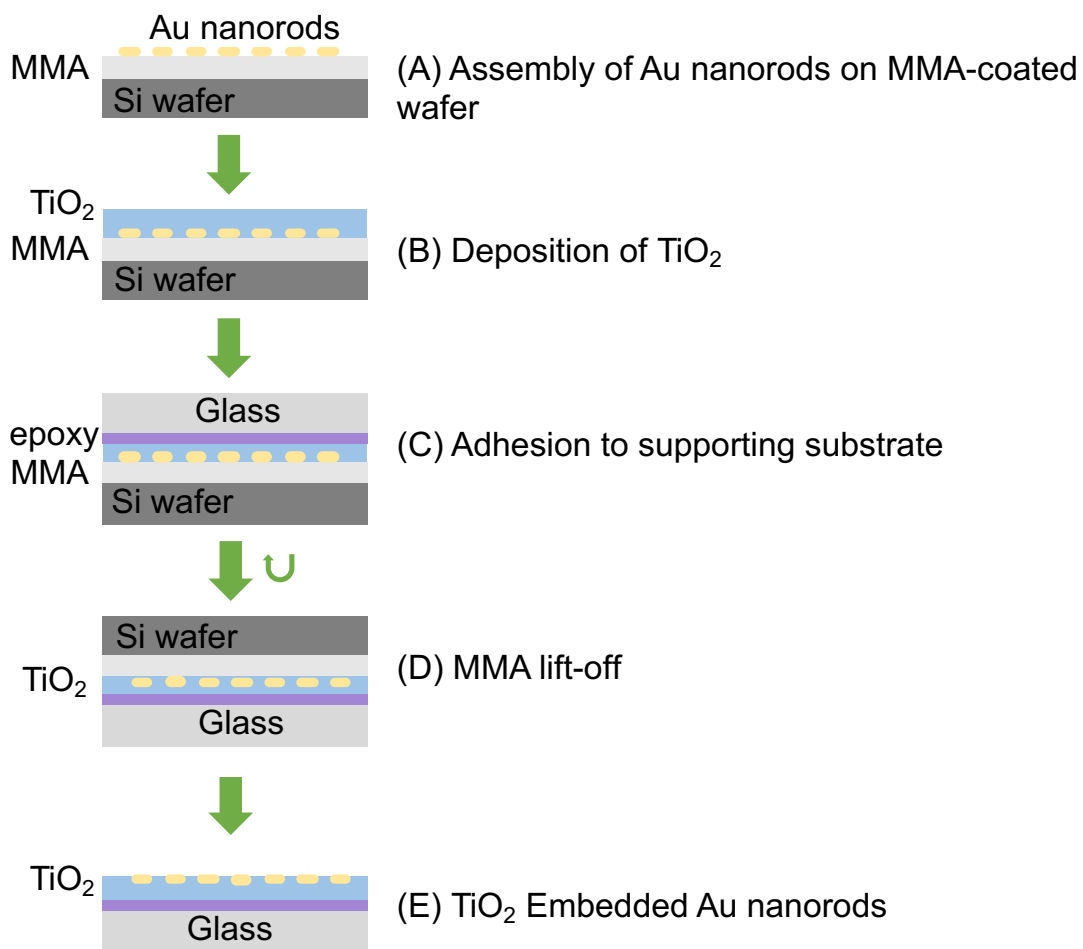 Au nanorods
MMA
Si wafer
(A) Assembly of Au nanorods on MMA-coated
wafer
TiO₂
MMA
Si wafer
(B) Deposition of TiO₂
Glass
epoxy
MMA
Si wafer
(C) Adhesion to supporting substrate
Si wafer
TiO₂
Glass
(D) MMA lift-off
TiO₂
Glass
(E) TiO₂ Embedded Au nanorods